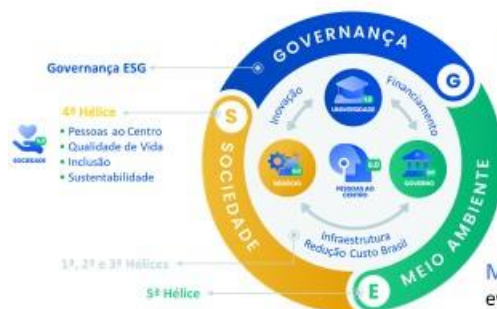 GOVERNANÇA
Governança ESG
G
4ª Hélice
S
Inovação
Financiamento
UNIVERSIDADE
• Pessoas ao Centro
• Qualidade de Vida
• Inclusão
• Sustentabilidade
SOCIEDADE
SOCIEDADE
NEGÓCIO
PESSOAS AO
CENTRO
GOVERNO
MEIO AMBIENTE
Infraestrutura
Redução Custo Brasil
1ª, 2ª e 3ª Hélices
5ª Hélice
E
M
e